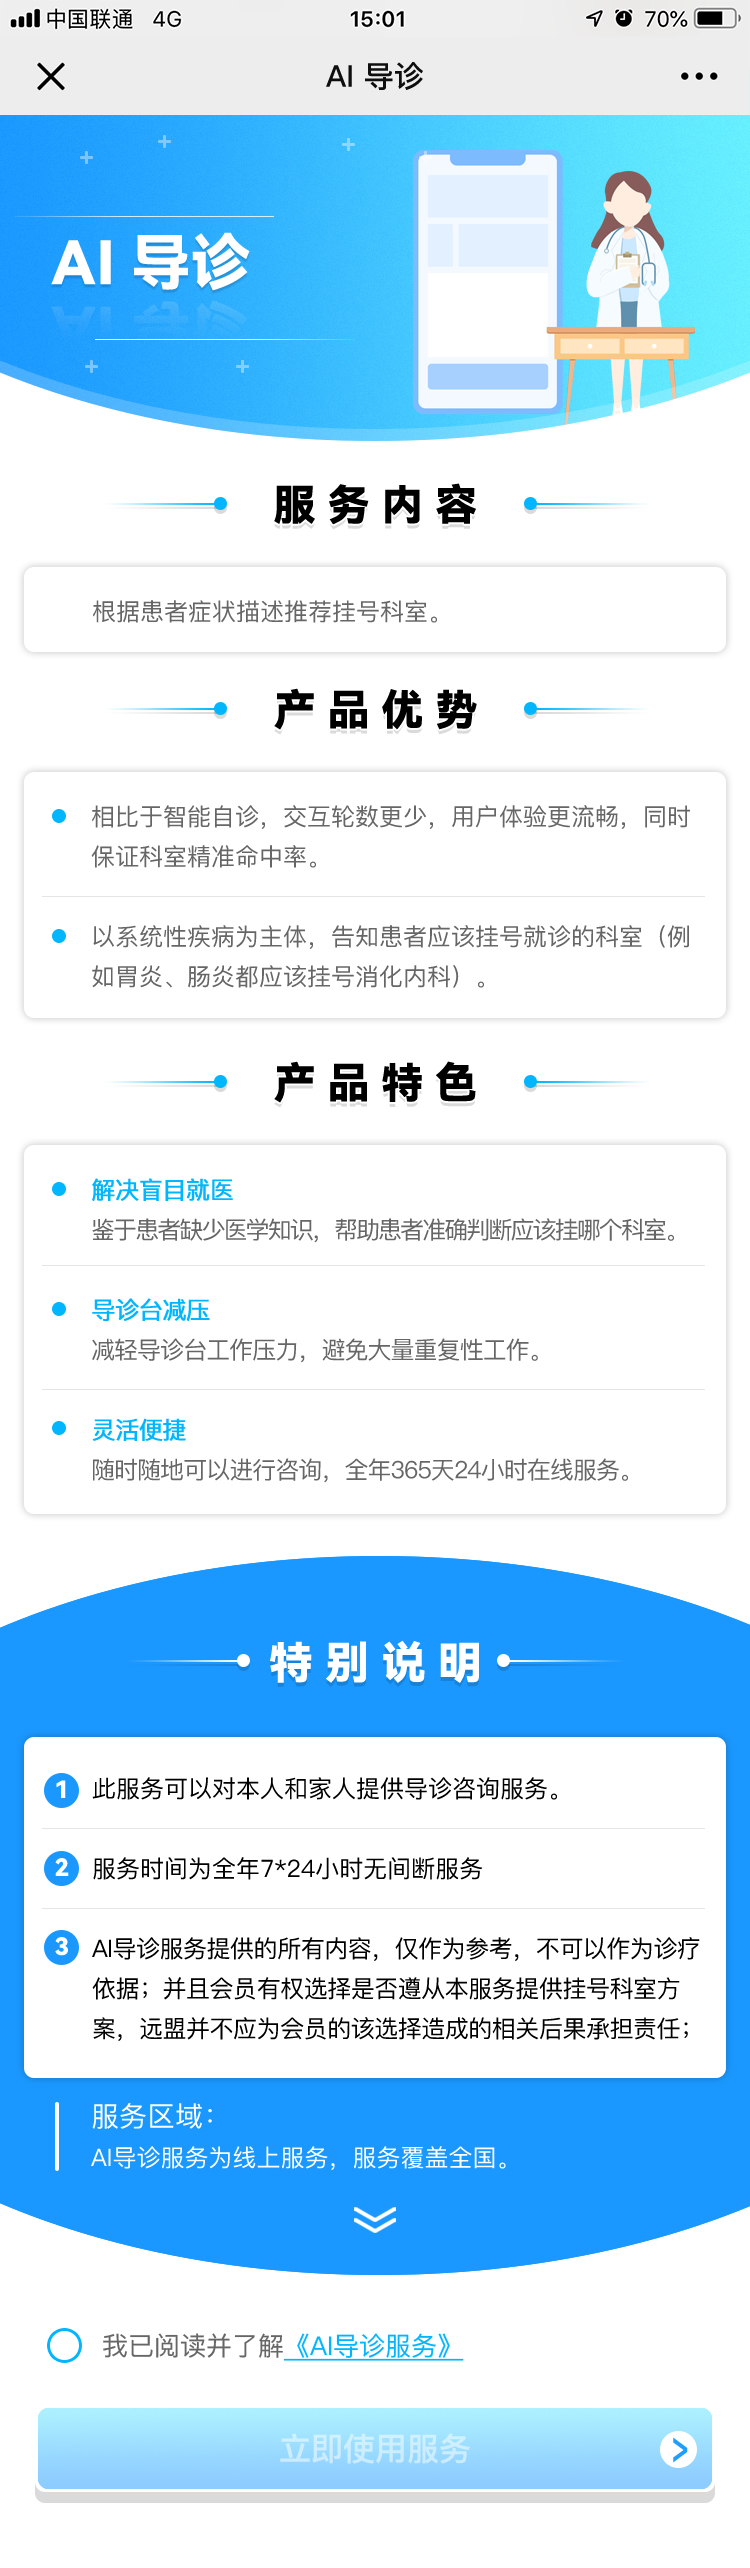 中国联通 4G 15:01 70%
AI 导诊
AI 导诊
服务内容
根据患者症状描述推荐挂号科室。
产品优势
相比于智能自诊，交互轮数更少，用户体验更流畅，同时
保证科室精准命中率。
以系统性疾病为主体，告知患者应该挂号就诊的科室（例
如胃炎、肠炎都应该挂号消化内科）。
产品特色
解决盲目就医
鉴于患者缺少医学知识，帮助患者准确判断应该挂哪个科室。
导诊台减压
减轻导诊台工作压力，避免大量重复性工作。
灵活便捷
随时随地可以进行咨询，全年365天24小时在线服务。
特别说明
1 此服务可以对本人和家人提供导诊咨询服务。
2 服务时间为全年7*24小时无间断服务
3 AI导诊服务提供的所有内容，仅作为参考，不可以作为诊疗
依据；并且会员有权选择是否遵从本服务提供挂号科室方
案，远盟并不应为会员的该选择造成的相关后果承担责任；
服务区域：
AI导诊服务为线上服务，服务覆盖全国。
我已阅读并了解《AI导诊服务》
立即使用服务